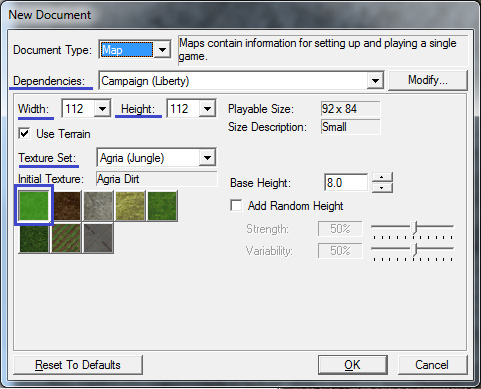 New Document
Document Type: Map Maps contain information for setting up and playing a single game.
Dependencies: Campaign (Liberty) Modify...
Width: 112 Height: 112 Playable Size: 92 x 84
Use Terrain Size Description: Small
Texture Set: Agria (Jungle)
Initial Texture: Agria Dirt Base Height: 8.0
Add Random Height
Strength: 50%
Variability: 50%
Reset To Defaults OK Cancel